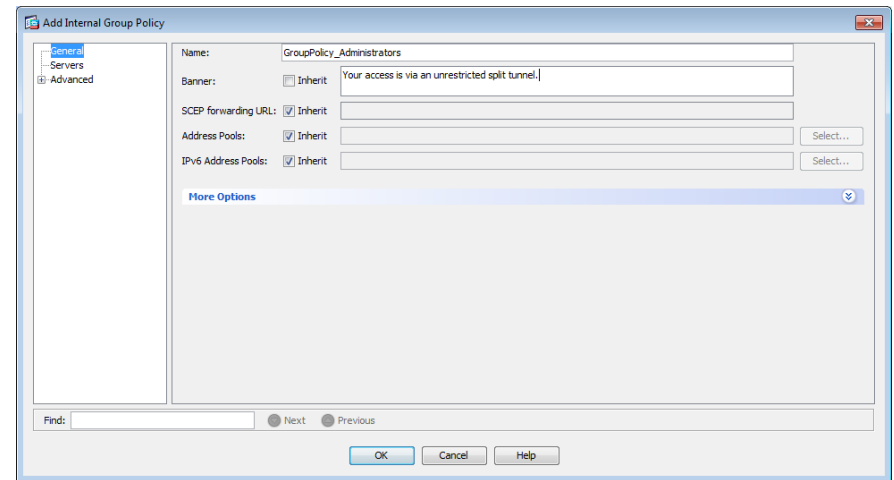 Add Internal Group Policy
General
Servers
Advanced
Name: GroupPolicy_Administrators
Banner: Inherit Your access is via an unrestricted split tunnel.
SCEP forwarding URL: Inherit
Address Pools: Inherit Select...
IPv6 Address Pools: Inherit Select...
More Options
Find: Next Previous
OK Cancel Help